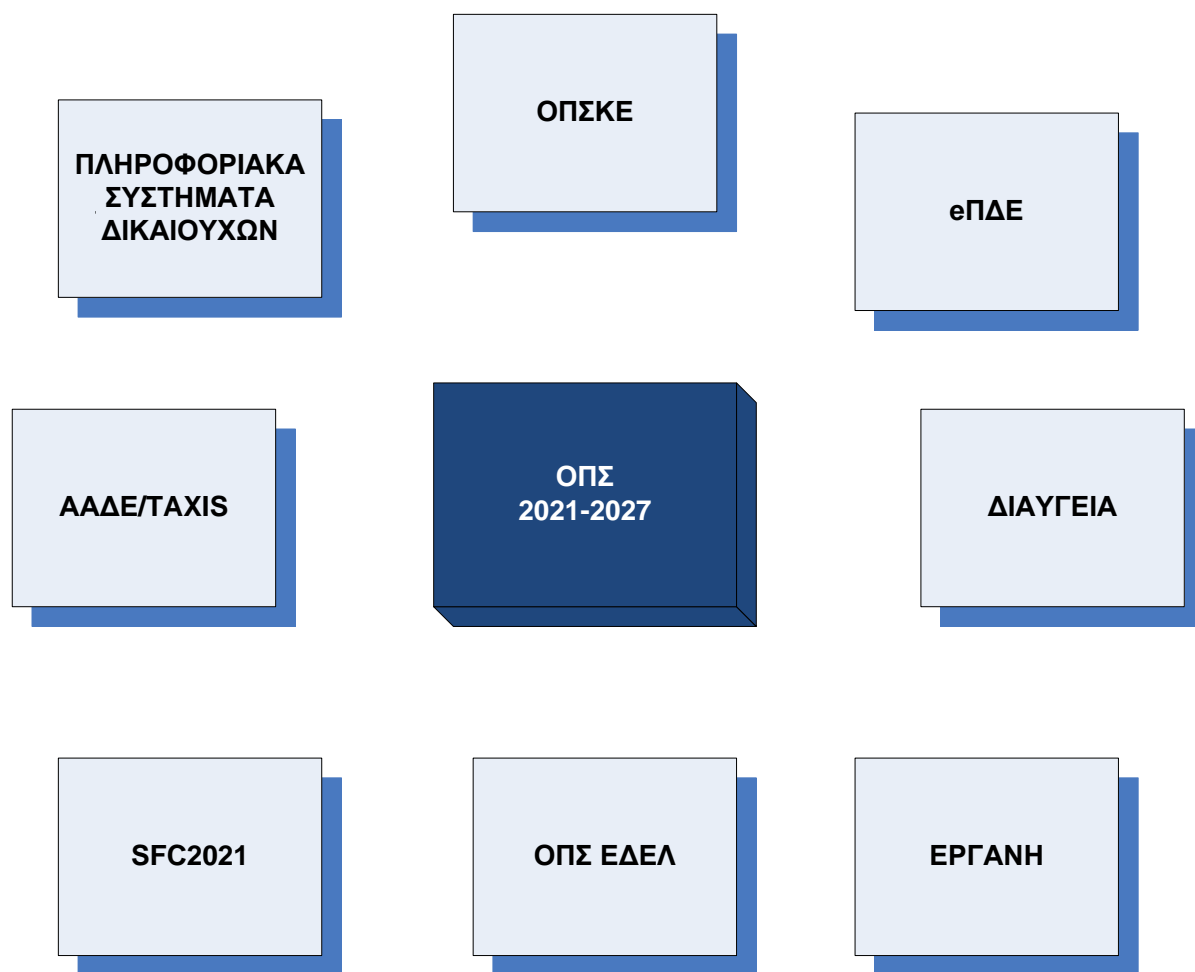 ΟΠΣΚΕ
ΠΛΗΡΟΦΟΡΙΑΚΑ
ΣΥΣΤΗΜΑΤΑ
ΔΙΚΑΙΟΥΧΩΝ
eΠΔΕ
ΑΑΔΕ/TAXIS
ΟΠΣ
2021-2027
ΔΙΑΥΓΕΙΑ
SFC2021
ΟΠΣ ΕΔΕΛ
ΕΡΓΑΝΗ